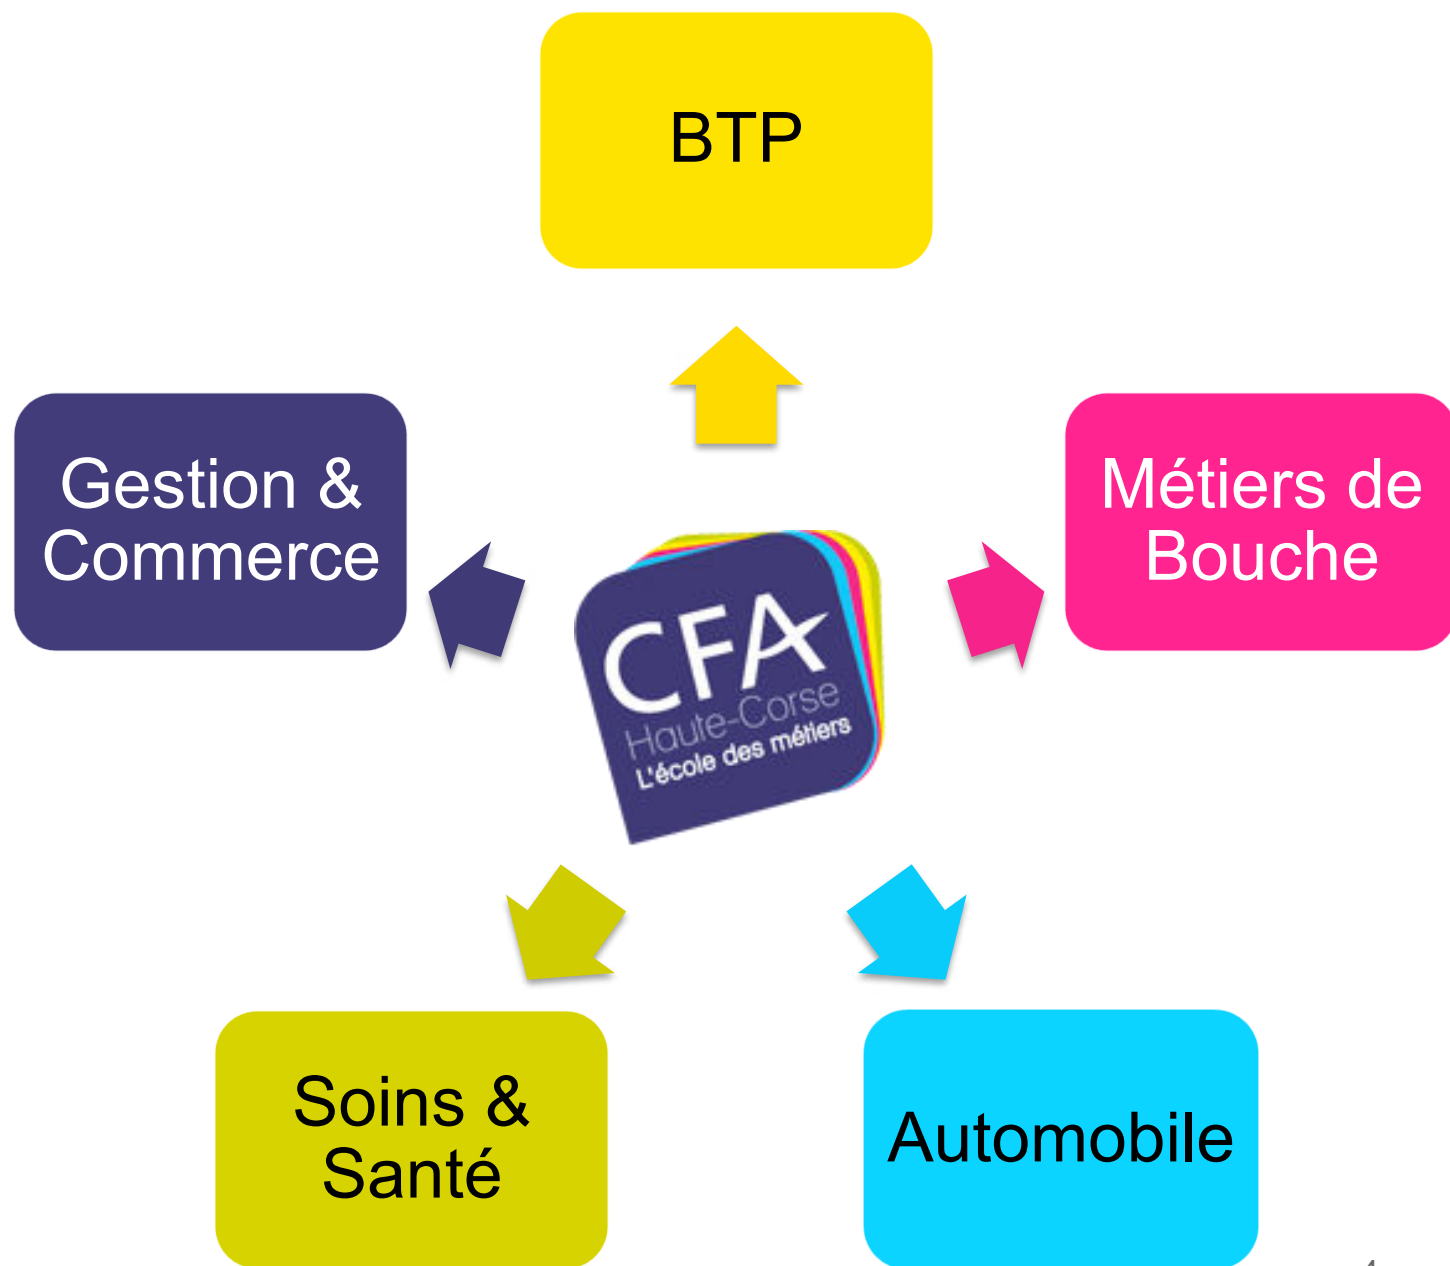 BTP
Gestion &
Commerce
Métiers de
Bouche
CFA
Haute-Corse
L'école des métiers
Soins &
Santé
Automobile